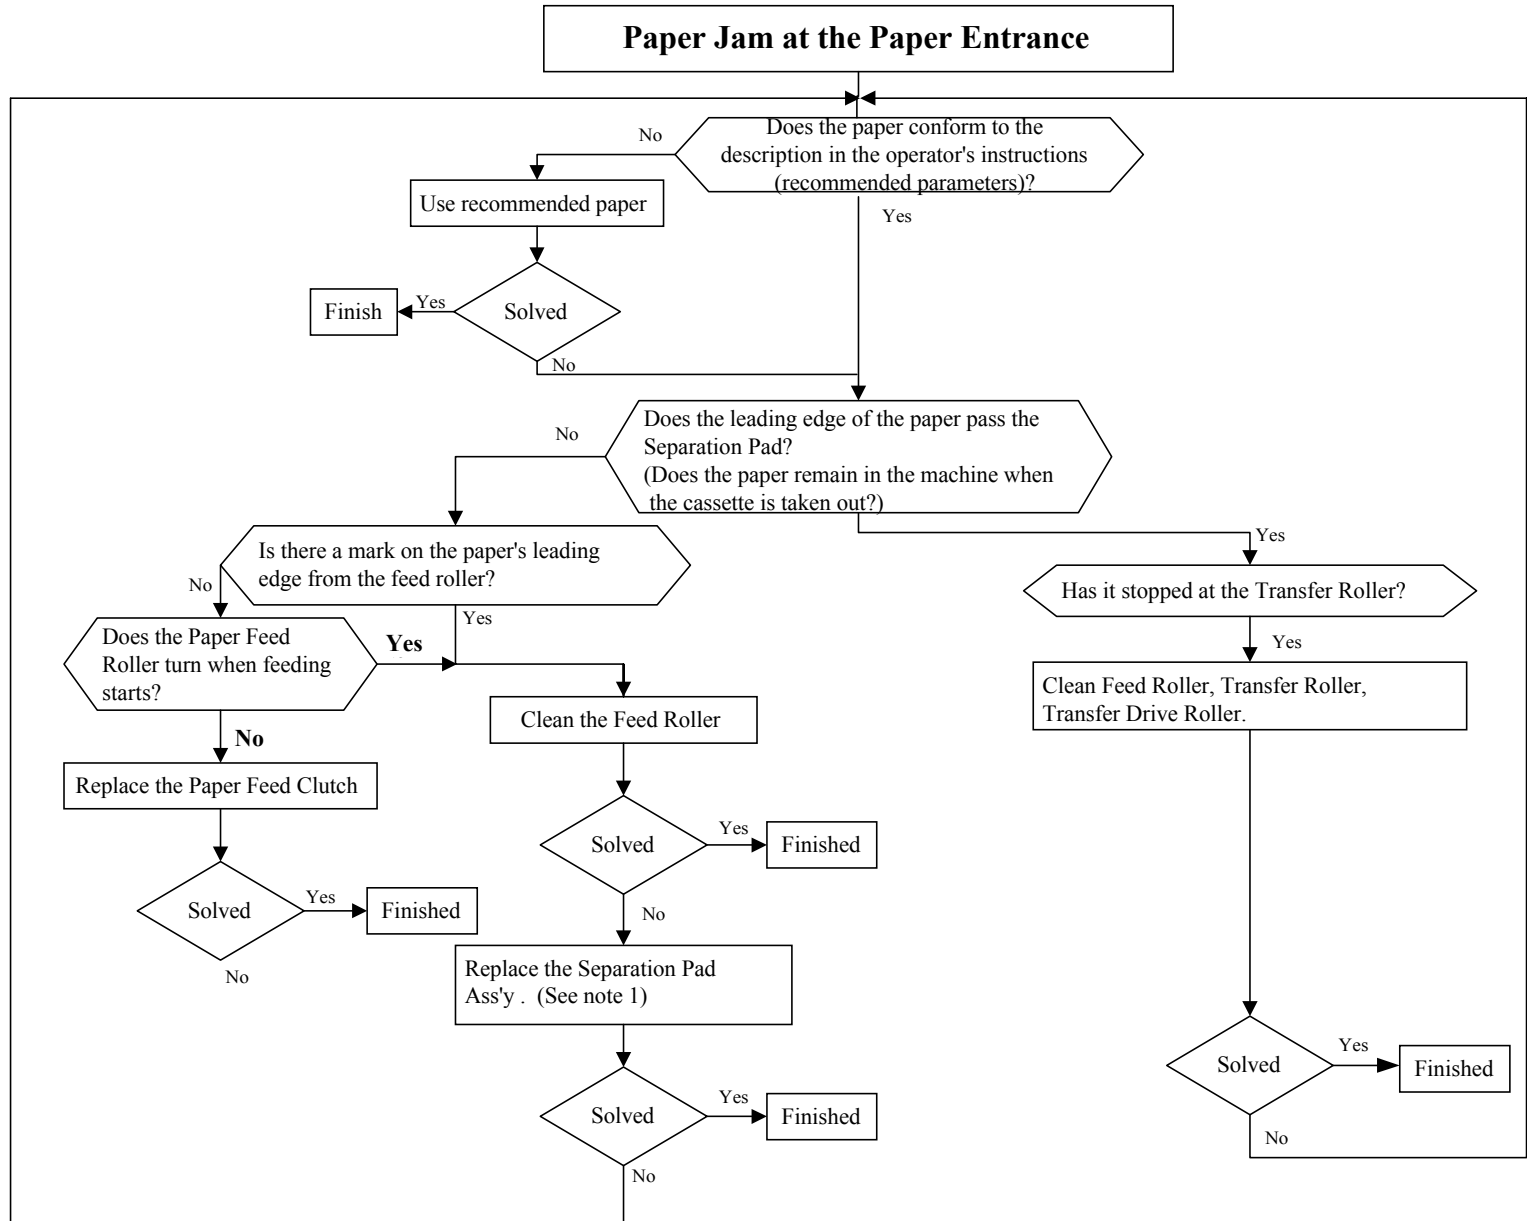 Paper Jam at the Paper Entrance
Does the paper conform to the
description in the operator's instructions
(recommended parameters)?
No
Use recommended paper
Yes
Solved
Yes
Finish
No
Does the leading edge of the paper pass the
Separation Pad?
(Does the paper remain in the machine when
the cassette is taken out?)
No
Is there a mark on the paper's leading
edge from the feed roller?
Yes
Has it stopped at the Transfer Roller?
No
Yes
Does the Paper Feed
Roller turn when feeding
starts?
Yes
Yes
Clean Feed Roller, Transfer Roller,
Transfer Drive Roller.
Clean the Feed Roller
No
Replace the Paper Feed Clutch
Solved
Yes
Finished
Solved
Yes
Finished
No
No
Replace the Separation Pad
Ass'y . (See note 1)
Solved
Yes
Finished
No
Solved
Yes
Finished
No